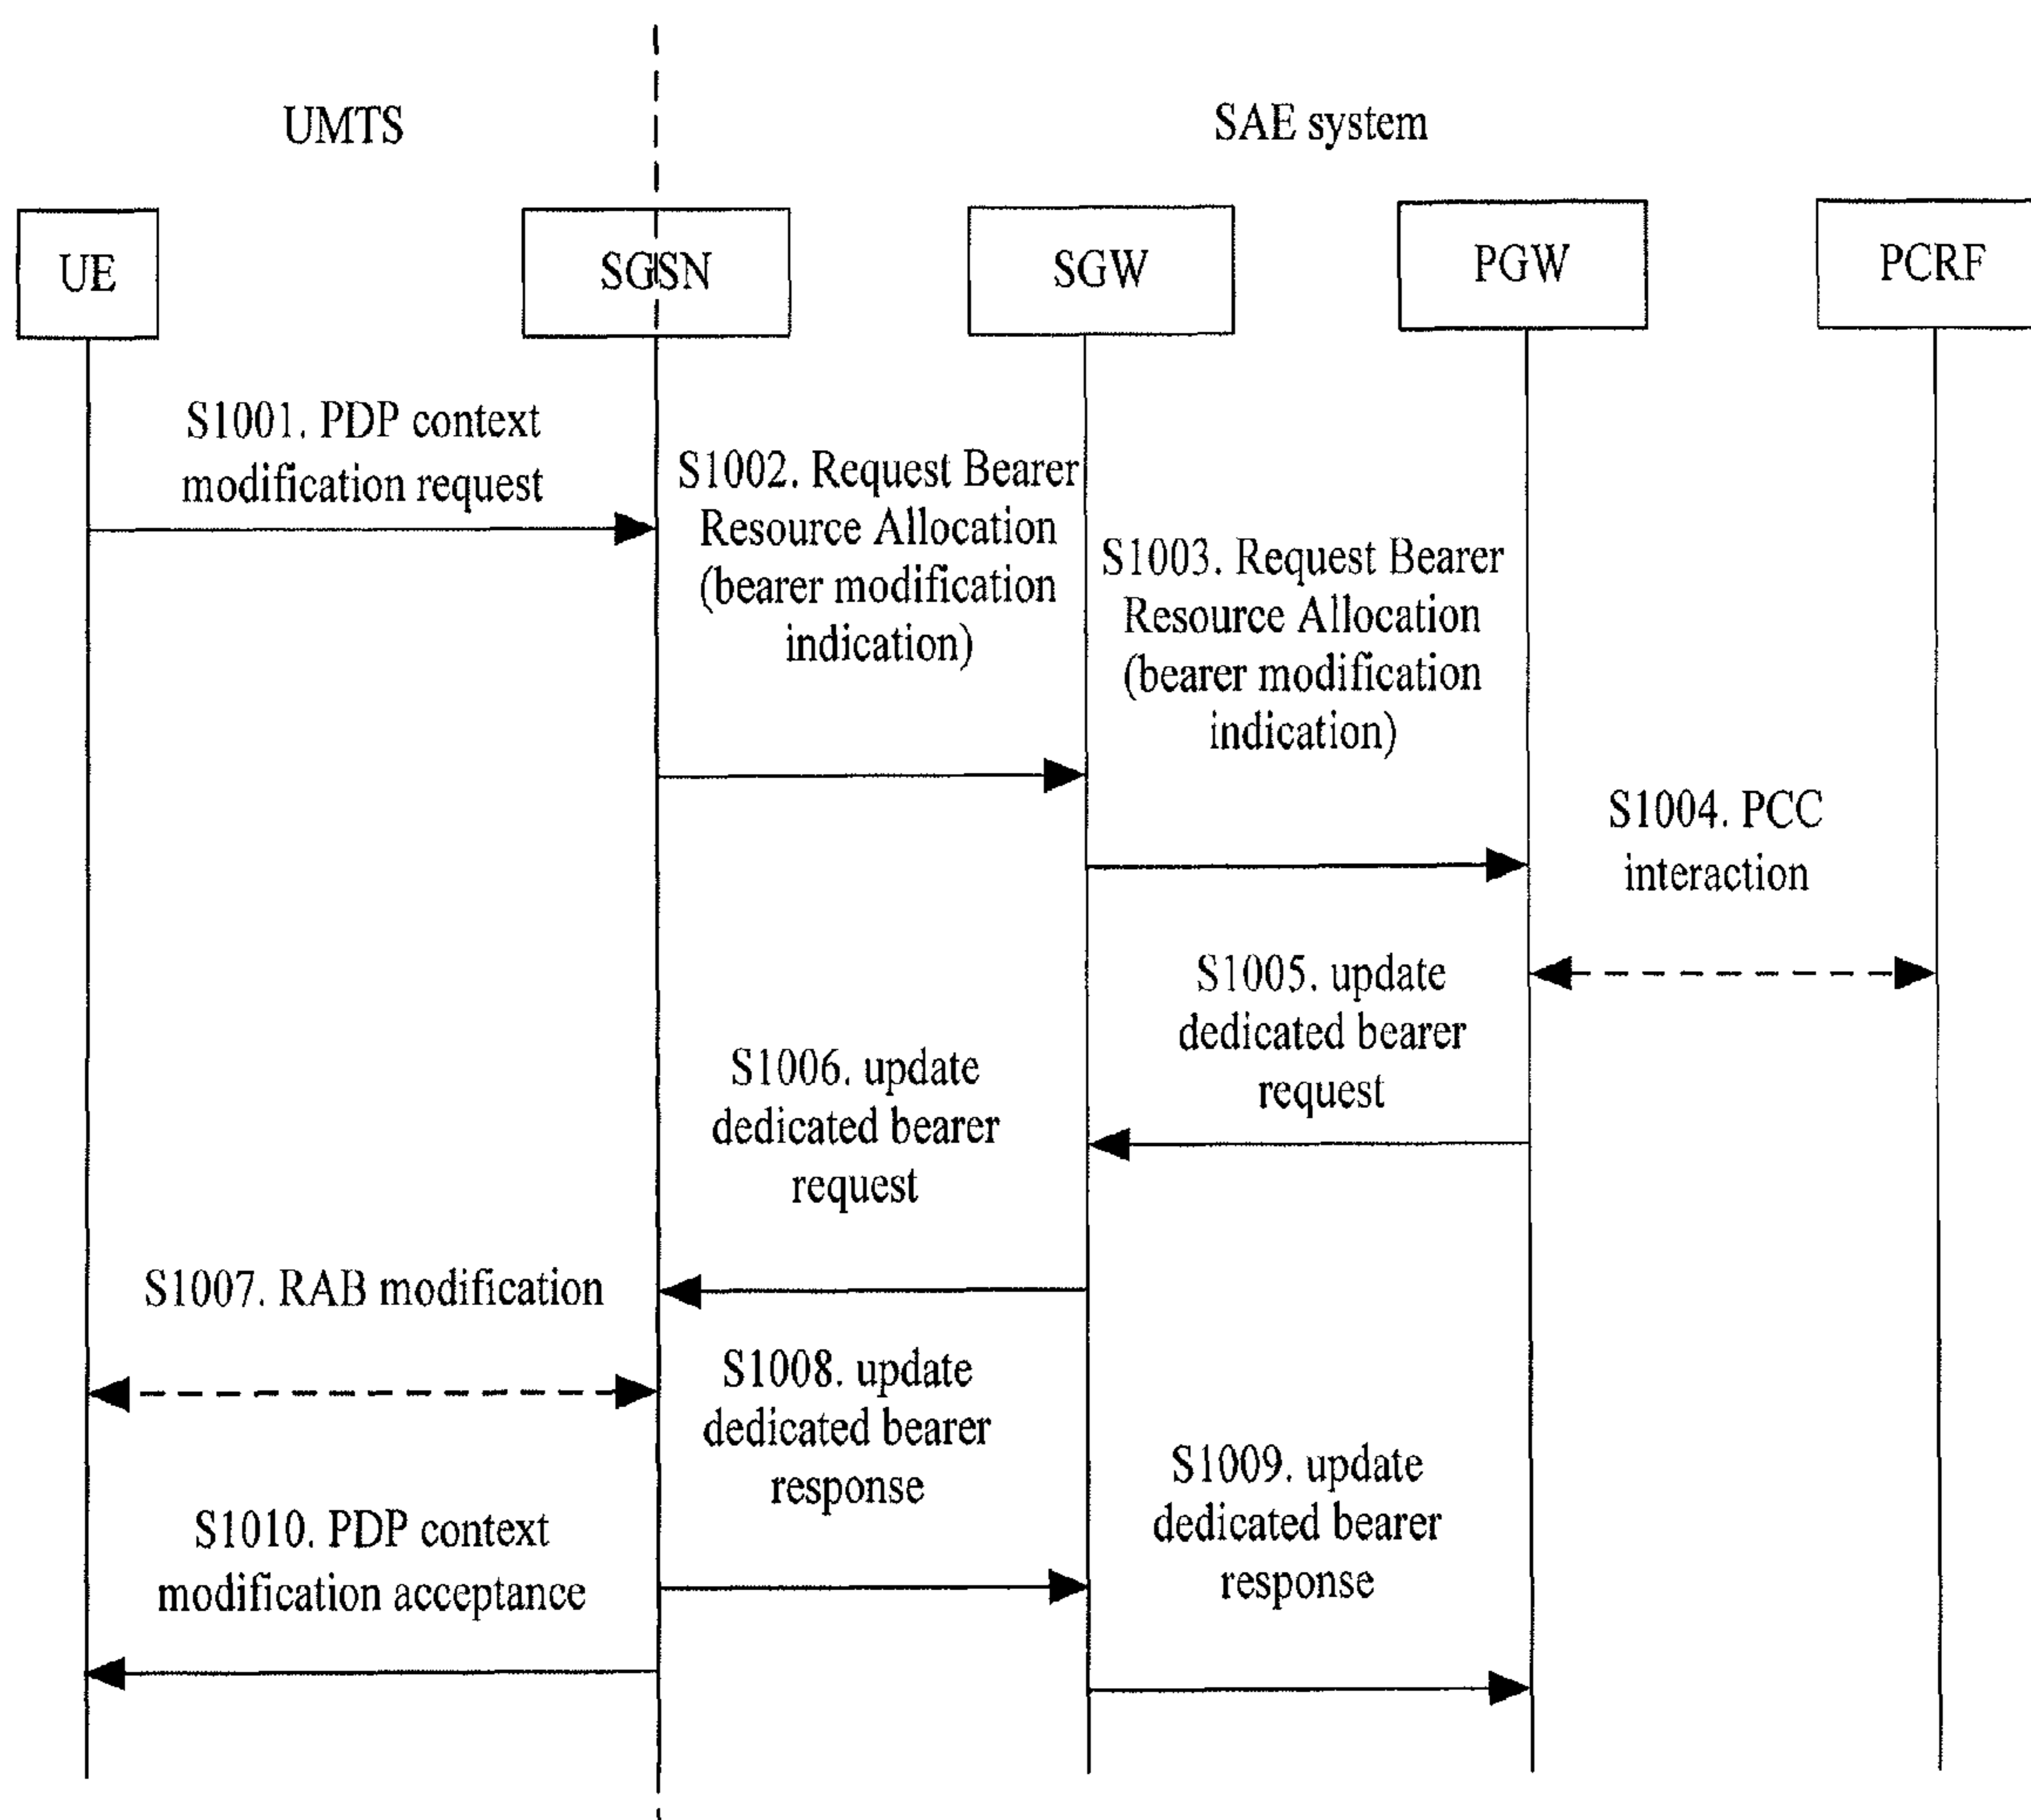 UMTS
SAE system
UE
SGSN
SGW
PGW
PCRF
S1001. PDP context
modification request
S1002. Request Bearer
Resource Allocation
(bearer modification
indication)
S1003. Request Bearer
Resource Allocation
(bearer modification
indication)
S1004. PCC
interaction
S1005. update
dedicated bearer
request
S1006. update
dedicated bearer
request
S1007. RAB modification
S1008. update
dedicated bearer
response
S1009. update
dedicated bearer
response
S1010. PDP context
modification acceptance